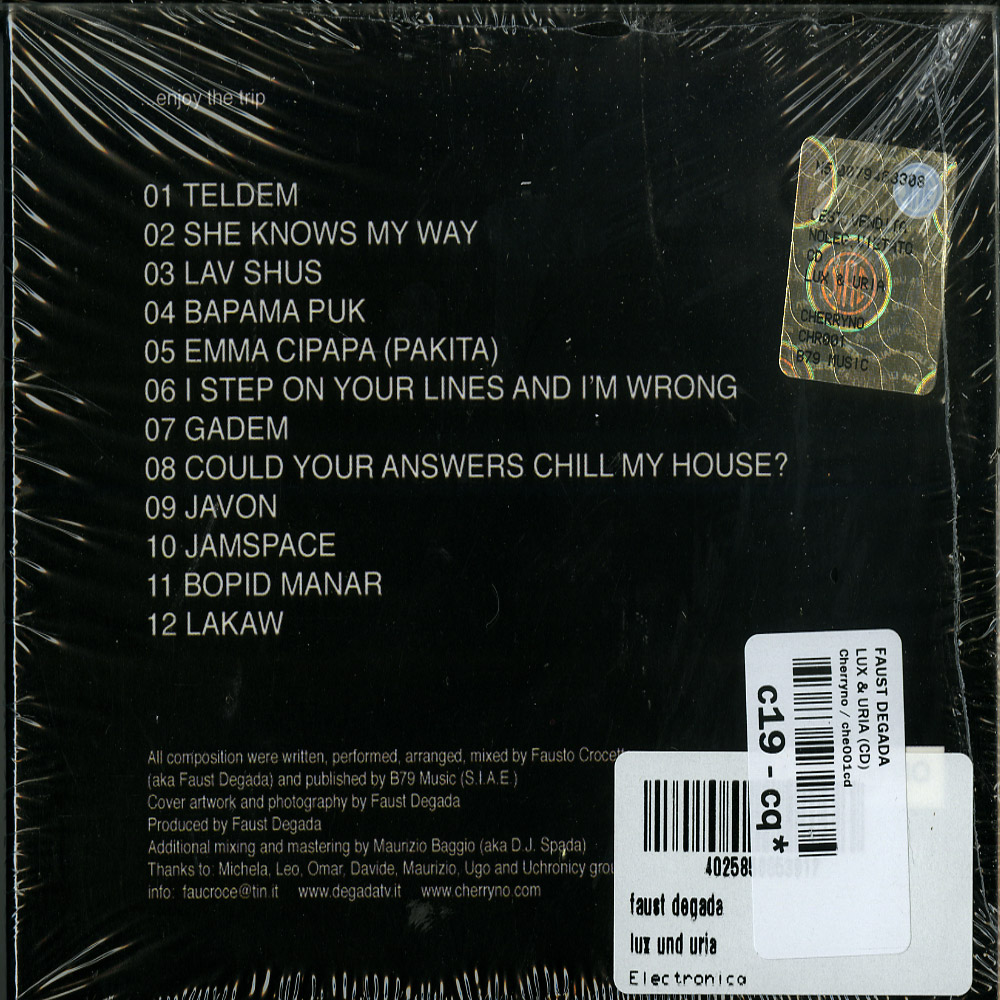 ...enjoy the trip
01 TELDEM
02 SHE KNOWS MY WAY
03 LAV SHUS
04 BAPAMA PUK
05 EMMA CIPAPA (PAKITA)
06 I STEP ON YOUR LINES AND I'M WRONG
07 GADEM
08 COULD YOUR ANSWERS CHILL MY HOUSE?
09 JAVON
10 JAMSPACE
11 BOPID MANAR
12 LAKAW
All composition were written, performed, arranged, mixed by Fausto
(aka Faust Degada) and published by B79 Music (S.I.A.E.)
Cover artwork and photography by Faust Degada
Produced by Faust Degada
Additional mixing and mastering by Maurizio Baggio (aka D.J. Spada)
Thanks to: Michela, Leo, Omar, Davide, Maurizio, Ugo and Uchronicy
info: faucroce@tin.it www.degadatv.it www.cherryno.com
NOLEG. VIETATO
CD
LUX & URIA
CHERRYNO
CHR001
B79 MUSIC
FAUST DEGADA
LUX & URIA (CD)
Cherryno / che001cd
c19 - cq*
faust degada
lux und uria
Electronica